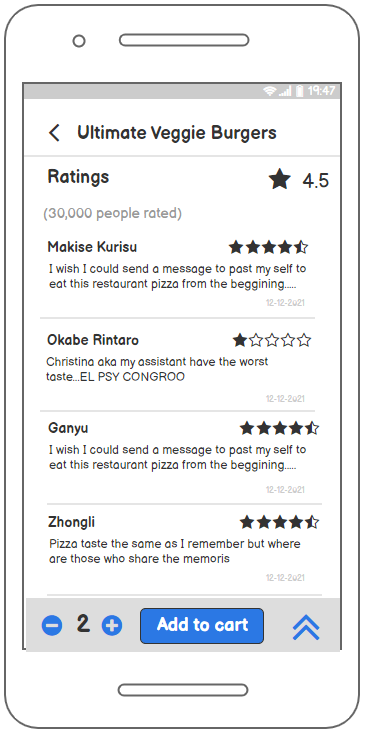 19:47
Ultimate Veggie Burgers
Ratings
4.5
(30,000 people rated)
Makise Kurisu
I wish I could send a message to past my self to
eat this restaurant pizza from the beggining.....
12-12-2021
Okabe Rintaro
Christina aka my assistant have the worst
taste...EL PSY CONGROO
12-12-2021
Ganyu
I wish I could send a message to past my self to
eat this restaurant pizza from the beggining.....
12-12-2021
Zhongli
Pizza taste the same as I remember but where
are those who share the memoris
12-12-2021
2
Add to cart